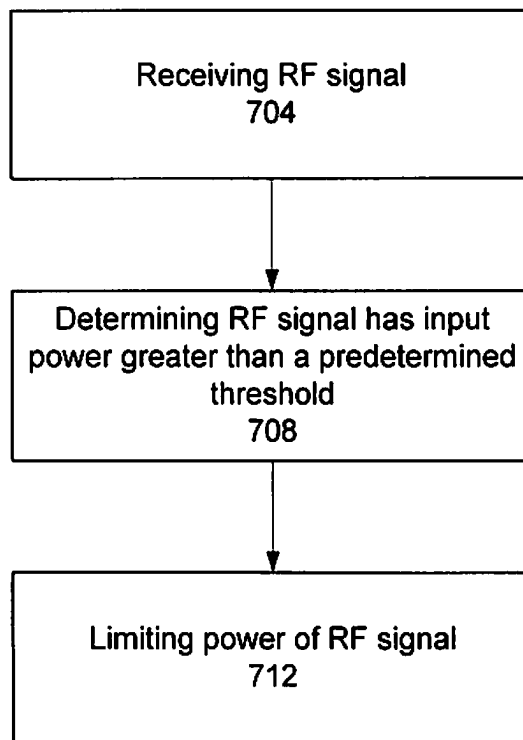 Receiving RF signal
704
Determining RF signal has input
power greater than a predetermined
threshold
708
Limiting power of RF signal
712